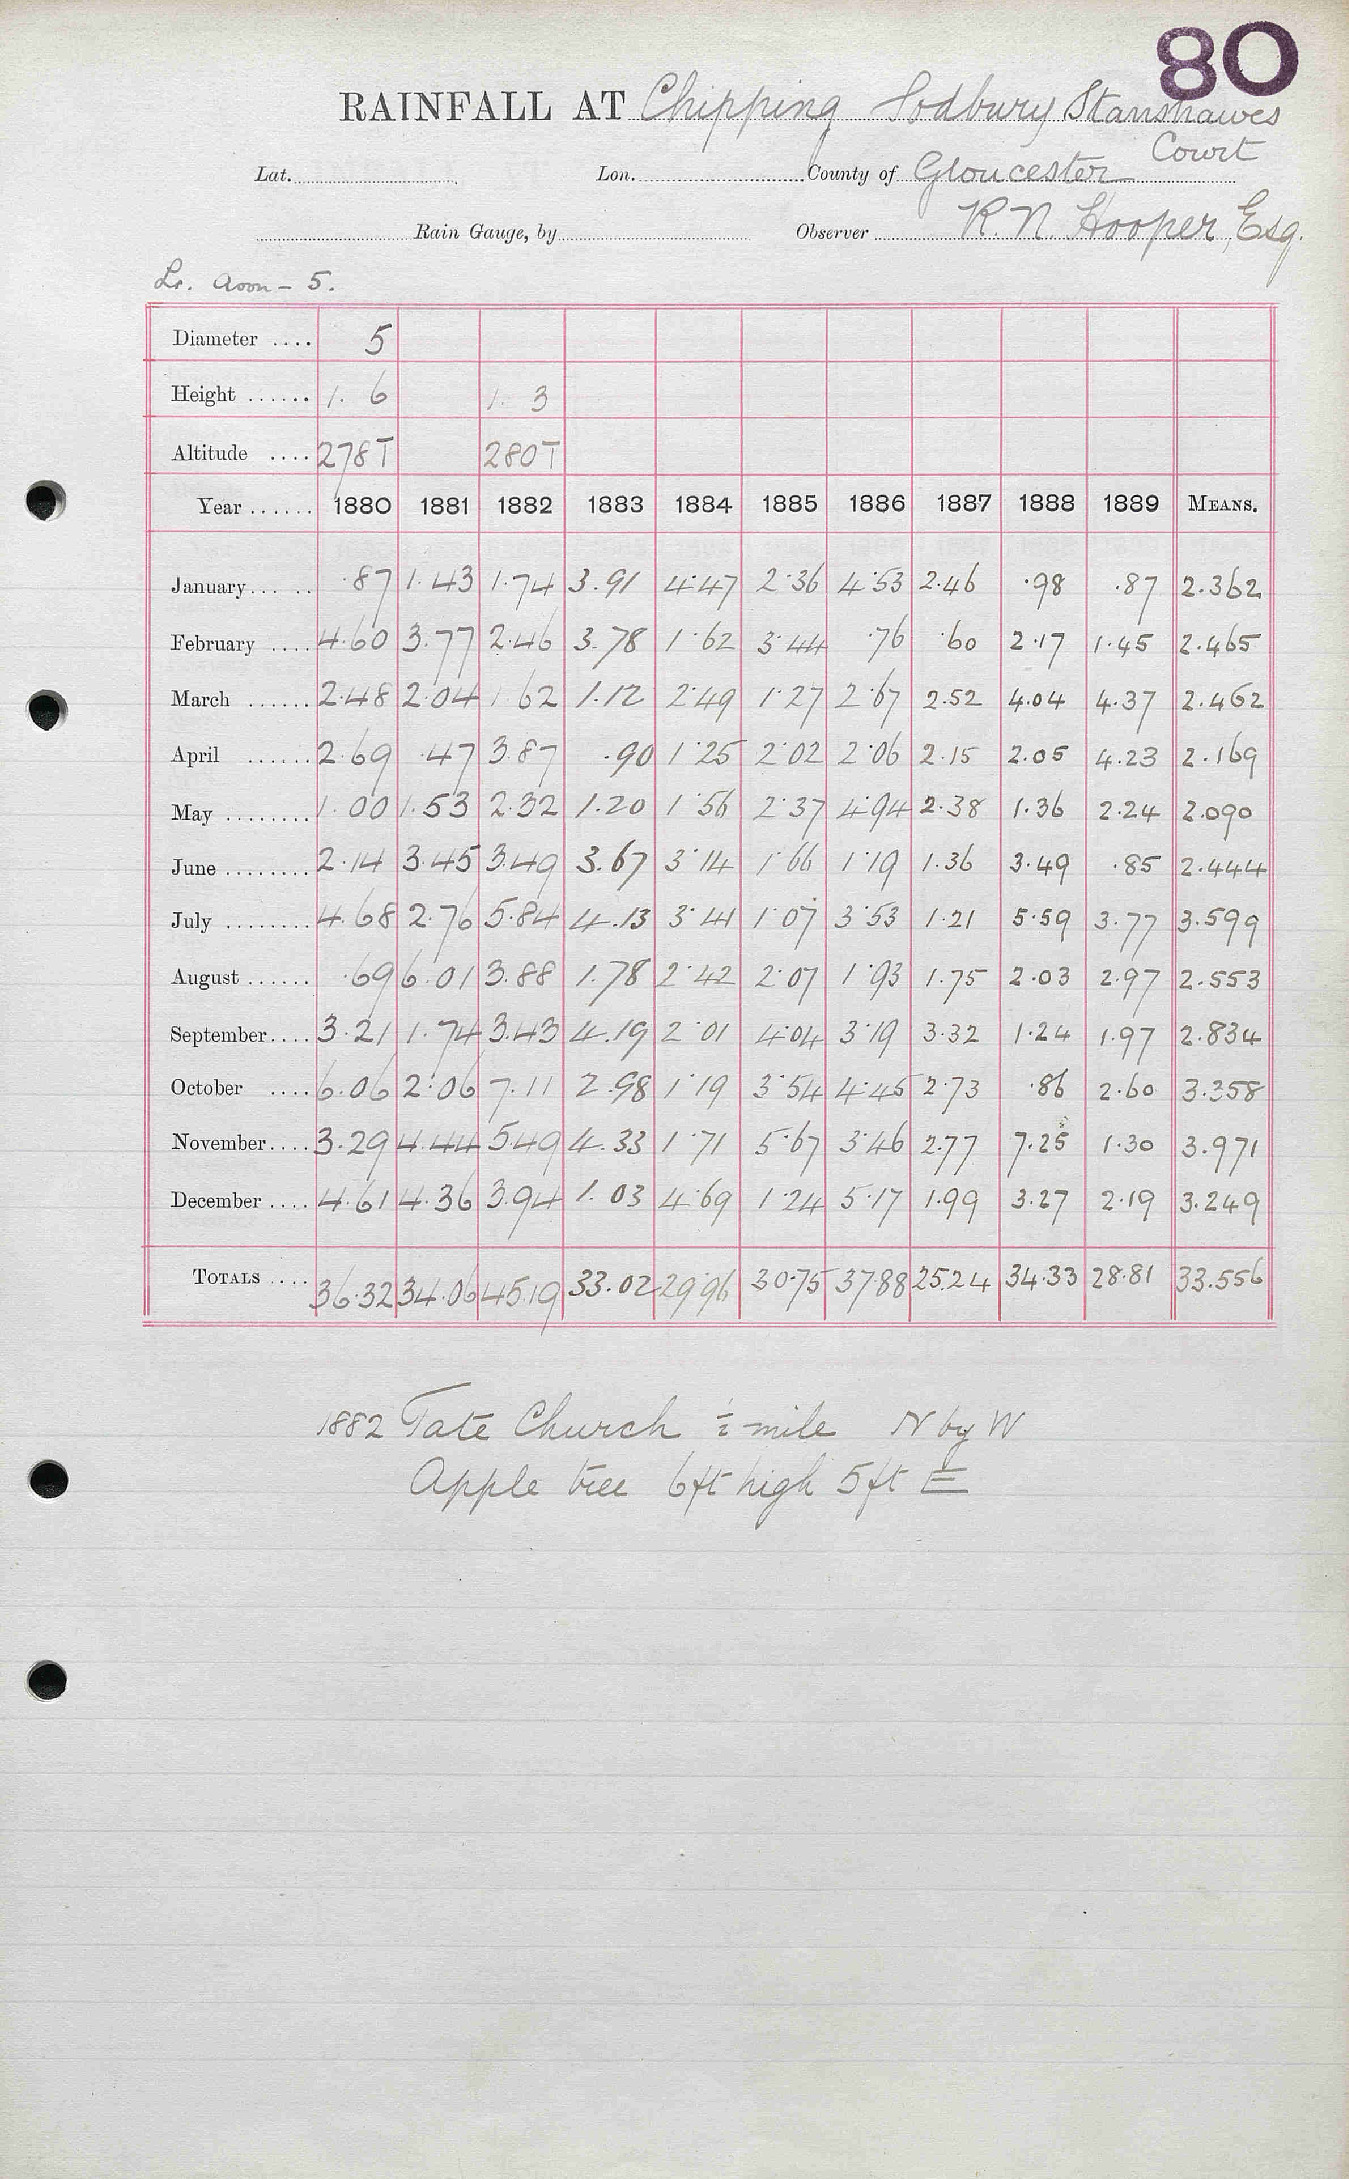 80
RAINFALL AT Chipping Sodbury Stanshawes
Court
Lat. Lon. County of Gloucester
Rain Gauge, by Observer R. N. Hooper, Esq.
Lr. Avon - 5.
Diameter .... 5
Height ...... 1. 6 1. 3
Altitude .... 278T 280T
Year ...... 1880 1881 1882 1883 1884 1885 1886 1887 1888 1889 MEANS.
January ..... .87 1.43 1.74 3.91 4.47 2.36 4.53 2.46 .98 .87 2.362
February .... 4.60 3.77 2.46 3.78 1.62 3.44 .76 .60 2.17 1.45 2.465
March ...... 2.48 2.04 1.62 1.12 2.49 1.27 2.67 2.52 4.04 4.37 2.462
April ...... 2.69 .47 3.87 .90 1.25 2.02 2.06 2.15 2.05 4.23 2.169
May ........ 1.00 1.53 2.32 1.20 1.56 2.37 4.94 2.38 1.36 2.24 2.090
June ........ 2.14 3.45 3.49 3.67 3.14 1.66 1.19 1.36 3.49 .85 2.444
July ........ 4.68 2.76 5.84 4.13 3.41 1.07 3.53 1.21 5.59 3.77 3.599
August ...... .69 6.01 3.88 1.78 2.42 2.07 1.93 1.75 2.03 2.97 2.553
September .... 3.21 1.74 3.43 4.19 2.01 4.04 3.19 3.32 1.24 1.97 2.834
October .... 6.06 2.06 7.11 2.98 1.19 3.54 4.45 2.73 .86 2.60 3.358
November .... 3.29 4.44 5.49 4.33 1.71 5.67 3.46 2.77 7.25 1.30 3.971
December .... 4.61 4.36 3.94 1.03 4.69 1.24 5.17 1.99 3.27 2.19 3.249
TOTALS .... 36.32 34.06 45.19 33.02 29.96 30.75 37.88 25.24 34.33 28.81 33.556
1882 Tate Church ½ mile N by W
Apple tree 6ft high 5ft E